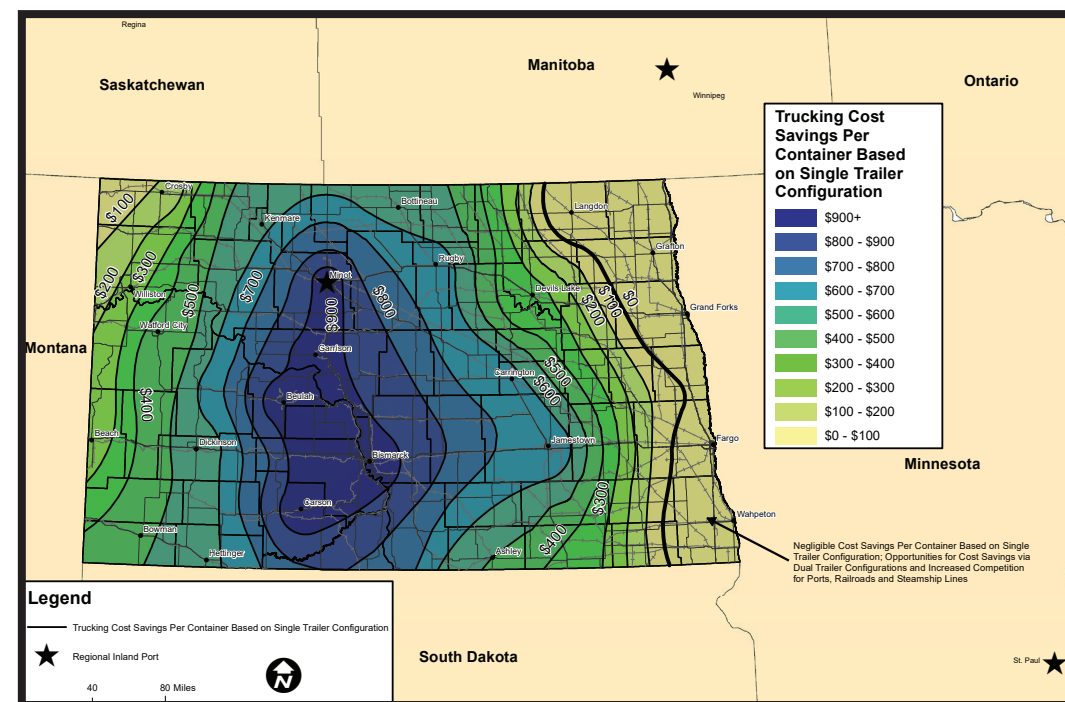 Regina
Saskatchewan
Manitoba
Winnipeg
Ontario
Trucking Cost
Savings Per
Container Based
on Single Trailer
Configuration
$900+
$800 - $900
$700 - $800
$600 - $700
$500 - $600
$400 - $500
$300 - $400
$200 - $300
$100 - $200
$0 - $100
Crosby
$100
Kenmare
Bottineau
Langdon
Grafton
Rugby
$200
$300
Williston
$500
$700
Minot
$800
$900
Devils Lake
$200
$100
$0
Grand Forks
Watford City
Montana
Garrison
$400
Beulah
Carrington
$500
$600
Beach
Dickinson
Bismarck
Jamestown
Fargo
Minnesota
Carson
$300
Wahpeton
Bowman
Hettinger
Ashley
$400
Negligible Cost Savings Per Container Based on Single
Trailer Configuration; Opportunities for Cost Savings via
Dual Trailer Configurations and Increased Competition
for Ports, Railroads and Steamship Lines
Legend
Trucking Cost Savings Per Container Based on Single Trailer Configuration
Regional Inland Port
N
40 80 Miles
South Dakota
St. Paul